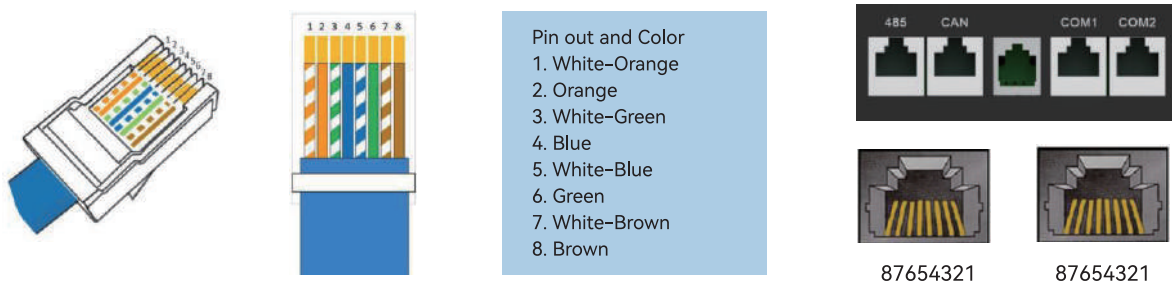 12345678
1 2 3 4 5 6 7 8
Pin out and Color
1. White-Orange
2. Orange
3. White-Green
4. Blue
5. White-Blue
6. Green
7. White-Brown
8. Brown
485 CAN COM1 COM2
87654321 87654321